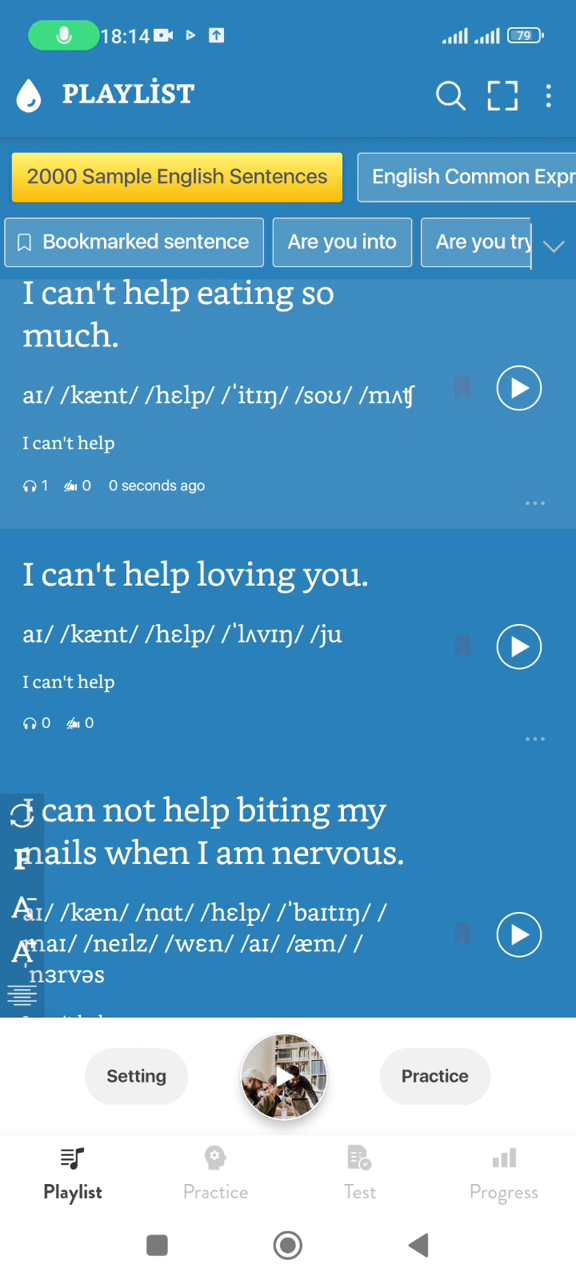 18:14
79
PLAYLİST
2000 Sample English Sentences
English Common Expr
Bookmarked sentence
Are you into
Are you try
I can't help eating so
much.
aɪ/ /kænt/ /hɛlp/ /ˈitɪŋ/ /soʊ/ /mʌʧ
I can't help
1
0
0 seconds ago
I can't help loving you.
aɪ/ /kænt/ /hɛlp/ /ˈlʌvɪŋ/ /ju
I can't help
0
0
I can not help biting my
nails when I am nervous.
aɪ/ /kæn/ /nɑt/ /hɛlp/ /ˈbaɪtɪŋ/ /
maɪ/ /neɪlz/ /wɛn/ /aɪ/ /æm/ /
ˈnɜrvəs
F
A-
A
Setting
Practice
Playlist
Practice
Test
Progress